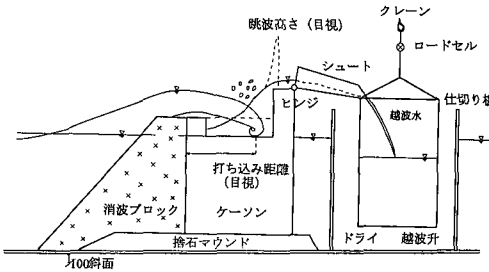 クレーン
跳波高さ(目視)
ロードセル
シュート
仕切り板
ヒンジ
越波水
打ち込み距離
(目視)
消波ブロック
ケーソン
捨石マウンド
ドライ
越波升
1/100斜面